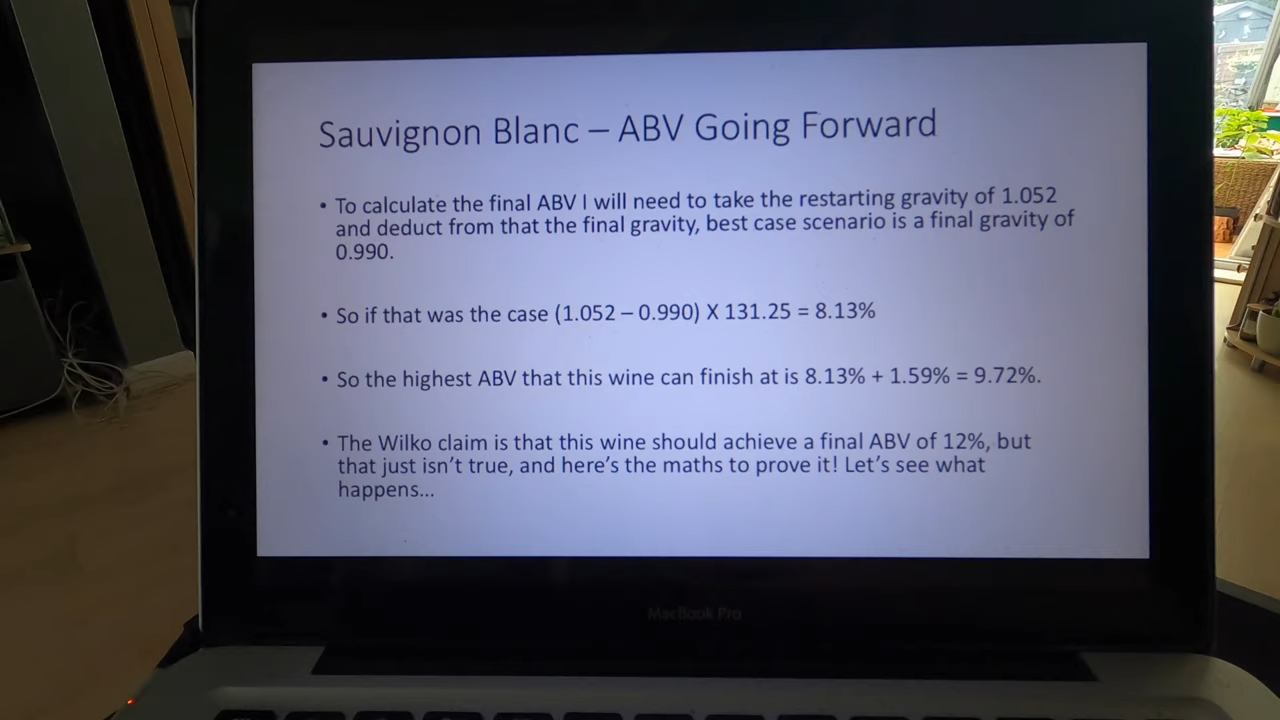 Sauvignon Blanc – ABV Going Forward
• To calculate the final ABV I will need to take the restarting gravity of 1.052
and deduct from that the final gravity, best case scenario is a final gravity of
0.990.
• So if that was the case (1.052 – 0.990) X 131.25 = 8.13%
• So the highest ABV that this wine can finish at is 8.13% + 1.59% = 9.72%.
• The Wilko claim is that this wine should achieve a final ABV of 12%, but
that just isn't true, and here's the maths to prove it! Let's see what
happens...
MacBook Pro